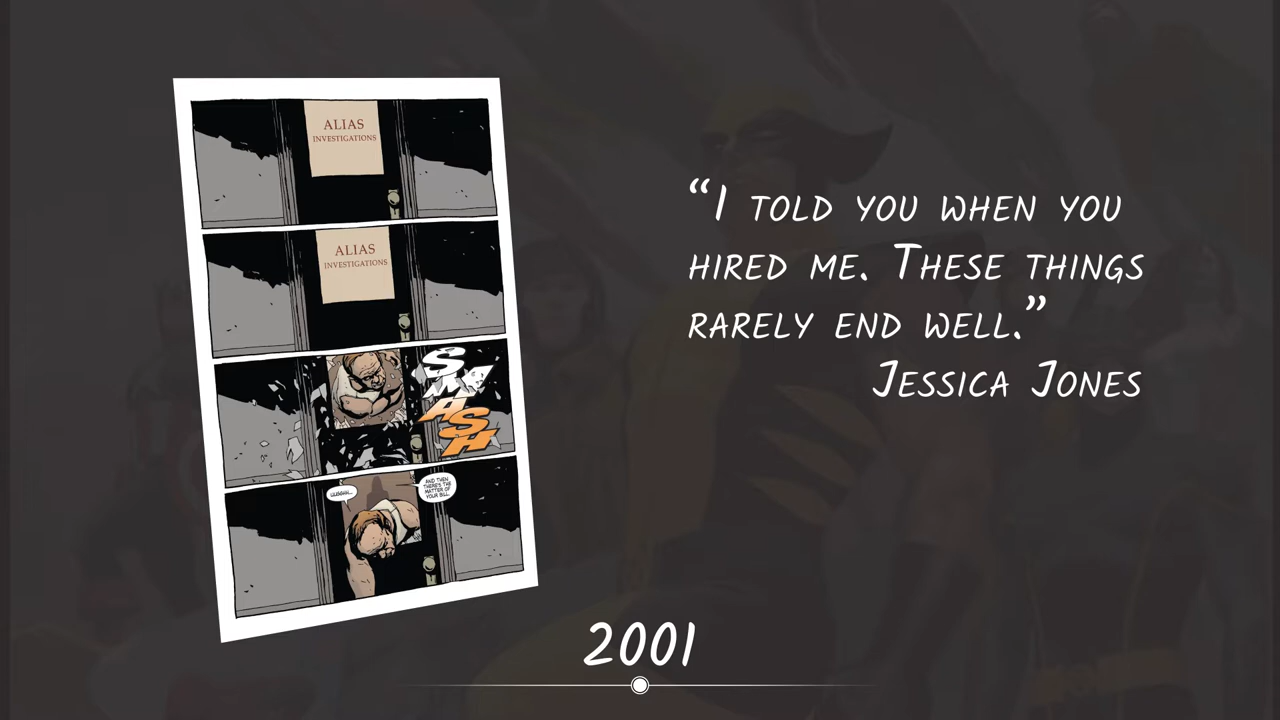 ALIAS
INVESTIGATIONS
ALIAS
INVESTIGATIONS
SMASH
AND THEN
THERE'S THE
MATTER OF
YOUR BILL.
“I TOLD YOU WHEN YOU
HIRED ME. THESE THINGS
RARELY END WELL.”
JESSICA JONES
2001